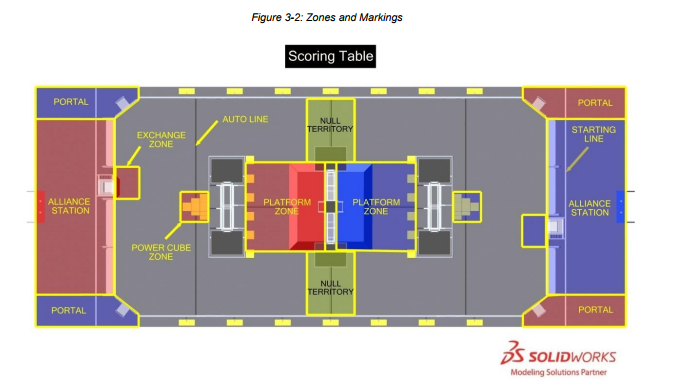 Figure 3-2: Zones and Markings
Scoring Table
PORTAL
PORTAL
AUTO LINE
NULL
TERRITORY
STARTING
LINE
EXCHANGE
ZONE
ALLIANCE
STATION
PLATFORM
ZONE
PLATFORM
ZONE
ALLIANCE
STATION
POWER CUBE
ZONE
NULL
TERRITORY
PORTAL
PORTAL
SOLIDWORKS
Modeling Solutions Partner